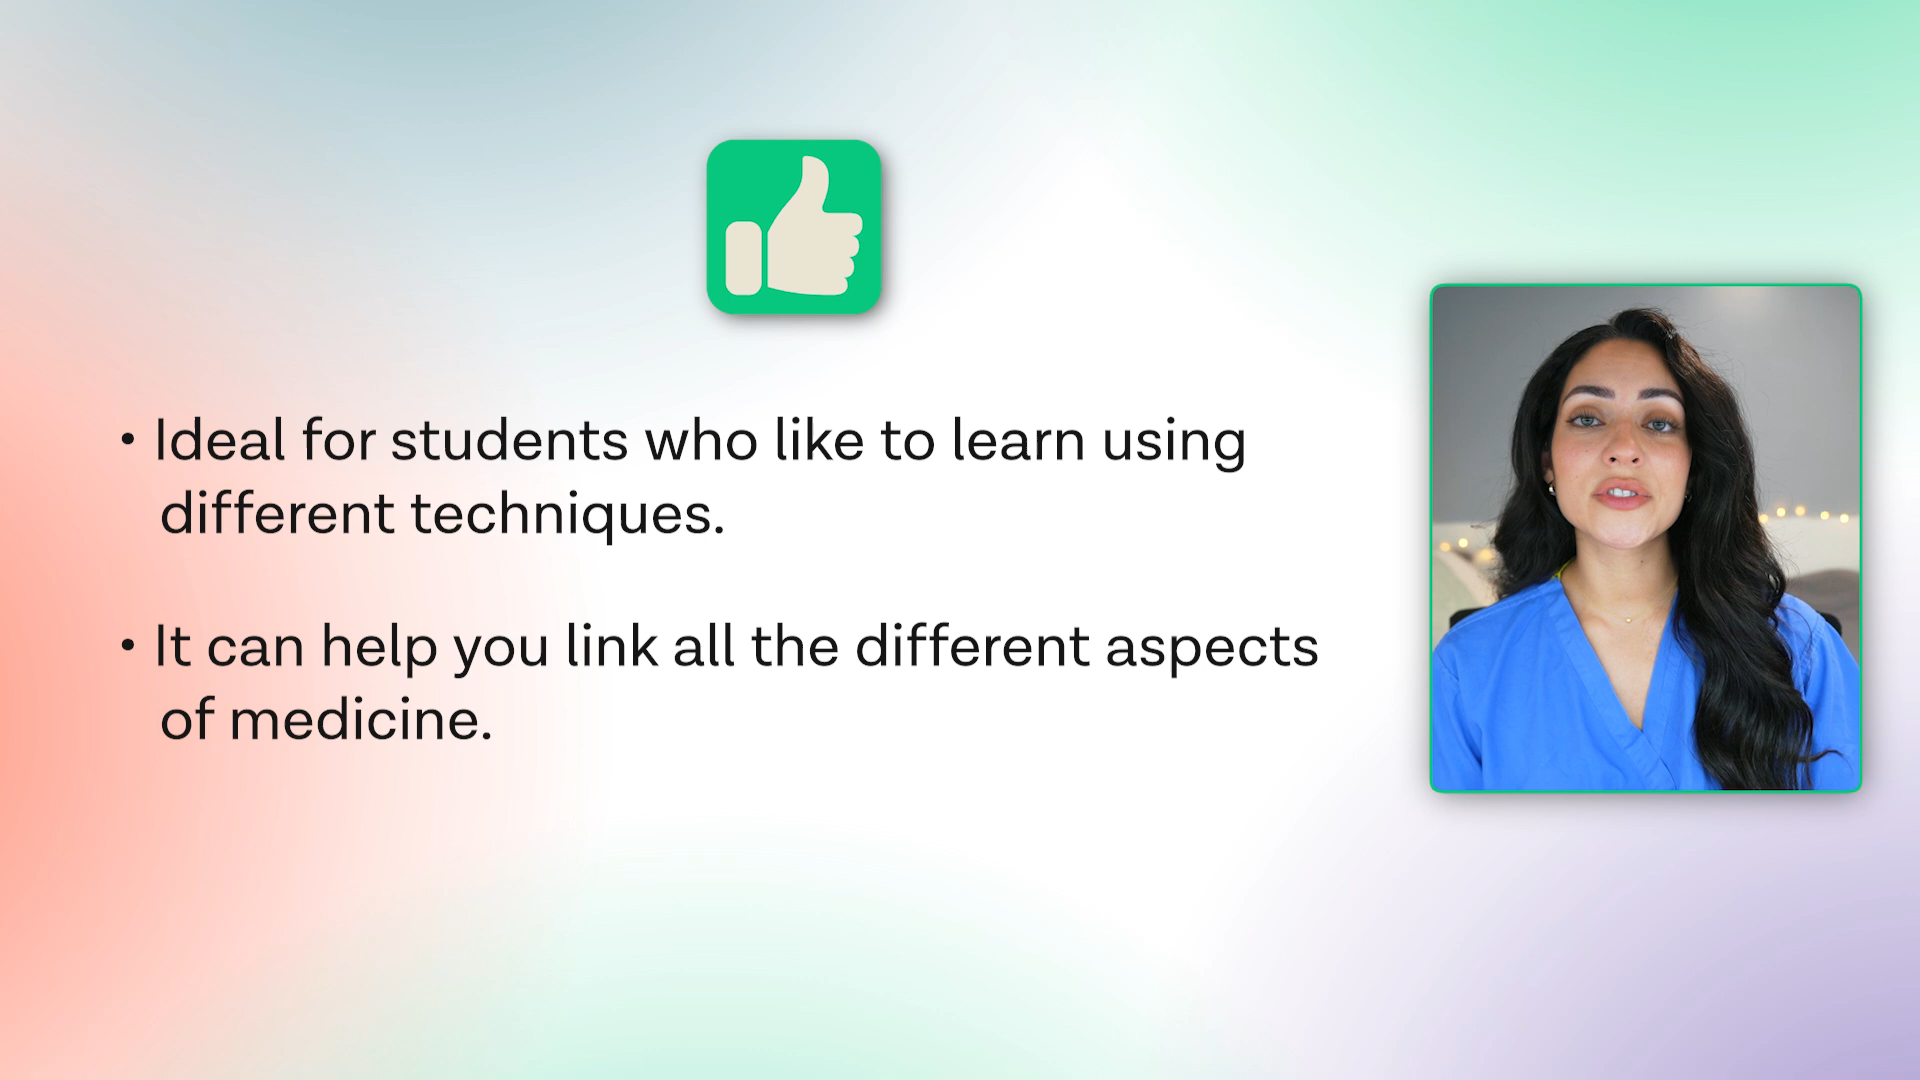 • Ideal for students who like to learn using
different techniques.
• It can help you link all the different aspects
of medicine.